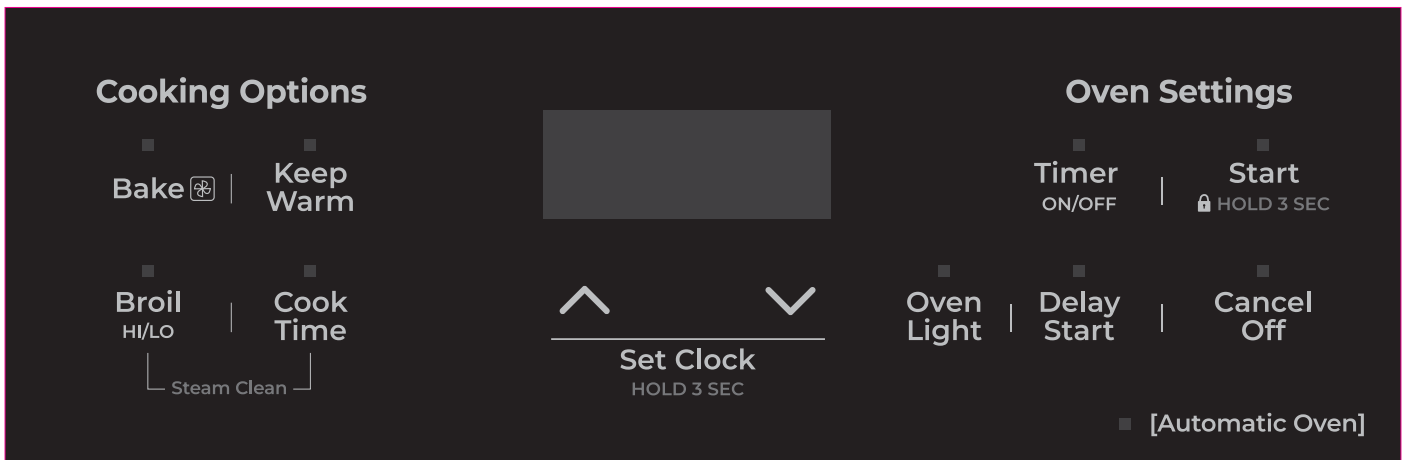 Cooking Options
Bake
Keep
Warm
Broil
HI/LO
Cook
Time
Steam Clean
Set Clock
HOLD 3 SEC
Oven Settings
Timer
ON/OFF
Start
HOLD 3 SEC
Oven
Light
Delay
Start
Cancel
Off
[Automatic Oven]